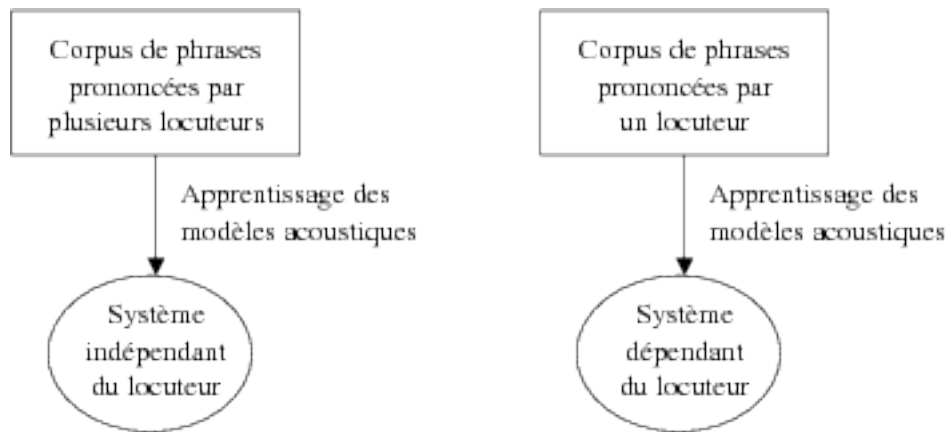 Corpus de phrases
prononcées par
plusieurs locuteurs
Apprentissage des
modèles acoustiques
Système
indépendant
du locuteur
Corpus de phrases
prononcées par
un locuteur
Apprentissage des
modèles acoustiques
Système
dépendant
du locuteur